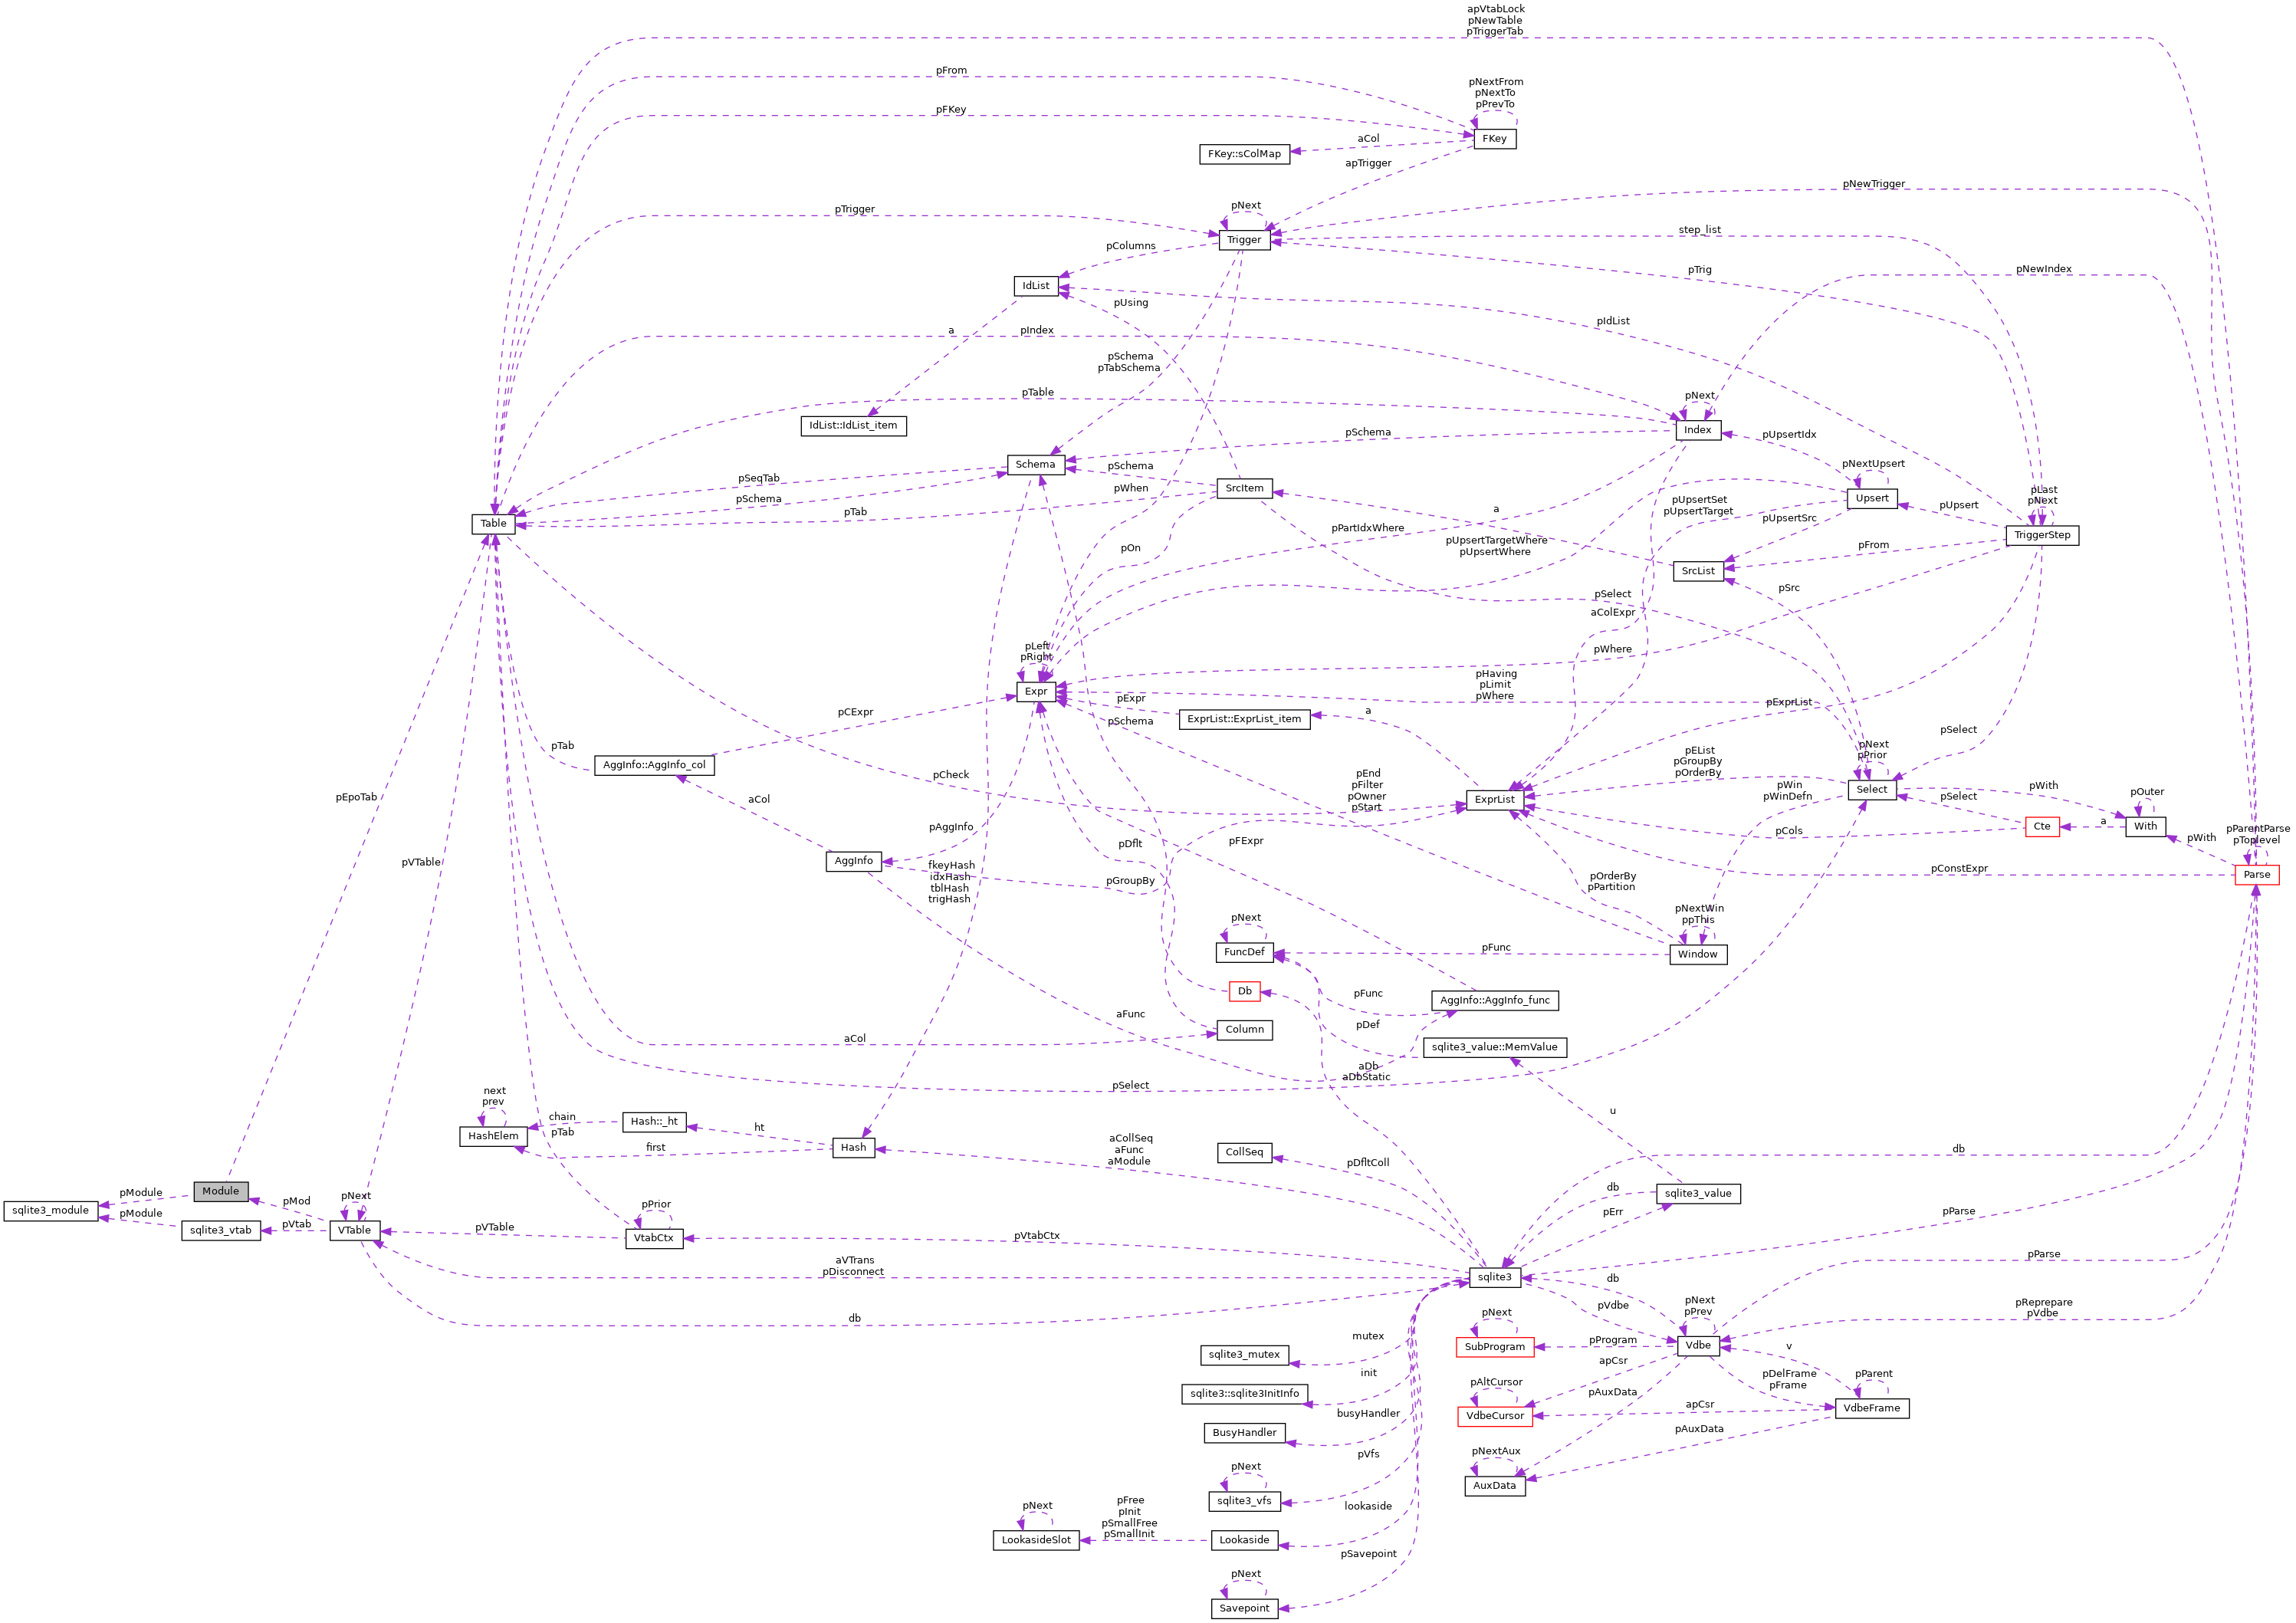 apVtabLock
pNewTable
pTriggerTab
pFrom
pNextFrom
pNextTo
pPrevTo
pFKey
FKey
aCol
FKey::sColMap
apTrigger
pNewTrigger
pTrigger
pNext
Trigger
step_list
pColumns
pTrig
pNewIndex
IdList
pUsing
pIdList
a
pIndex
pSchema
pTabSchema
pTable
pNext
IdList::IdList_item
Index
pSchema
pUpsertIdx
Schema
pSchema
pNextUpsert
pSeqTab
pWhen
SrcItem
pLast
pNext
pSchema
pUpsertSet
pUpsertTarget
Upsert
pUpsert
a
pTab
Table
pUpsertSrc
pPartIdxWhere
TriggerStep
pUpsertTargetWhere
pUpsertWhere
pOn
pFrom
SrcList
pSelect
pSrc
aColExpr
pLeft
pRight
pWhere
pHaving
pLimit
pWhere
Expr
pExpr
pExprList
pCExpr
pSchema
ExprList::ExprList_item
a
pSelect
pTab
pNext
pPrior
pEList
pGroupBy
pOrderBy
AggInfo::AggInfo_col
pCheck
pEnd
pFilter
pOwner
pStart
pWin
pWinDefn
pWith
pOuter
pEpoTab
aCol
ExprList
Select
pSelect
pAggInfo
pDflt
pFExpr
pCols
Cte
a
With
pWith
pParentParse
pToplevel
pVTable
AggInfo
fkeyHash
idxHash
tblHash
trigHash
pGroupBy
pOrderBy
pPartition
pConstExpr
Parse
pNext
pNextWin
ppThis
FuncDef
pFunc
Window
Db
pFunc
AggInfo::AggInfo_func
aFunc
pDef
aCol
Column
sqlite3_value::MemValue
aDb
aDbStatic
pSelect
next
prev
chain
Hash::_ht
u
HashElem
pTab
ht
first
Hash
aCollSeq
aFunc
aModule
CollSeq
pDfltColl
db
Module
pModule
sqlite3_module
pModule
sqlite3_vtab
pMod
pVtab
pNext
VTable
pPrior
VtabCtx
pVTable
pVtabCtx
db
sqlite3_value
pErr
pParse
aVTrans
pDisconnect
sqlite3
db
pParse
db
pVdbe
pNext
pPrev
pReprepare
pVdbe
pNext
mutex
sqlite3_mutex
SubProgram
pProgram
Vdbe
v
init
sqlite3::sqlite3InitInfo
pAltCursor
apCsr
pDelFrame
pFrame
pParent
pAuxData
VdbeCursor
apCsr
VdbeFrame
busyHandler
BusyHandler
pAuxData
pVfs
pNextAux
pNext
sqlite3_vfs
AuxData
lookaside
pNext
pFree
pInit
pSmallFree
pSmallInit
LookasideSlot
Lookaside
pSavepoint
pNext
Savepoint